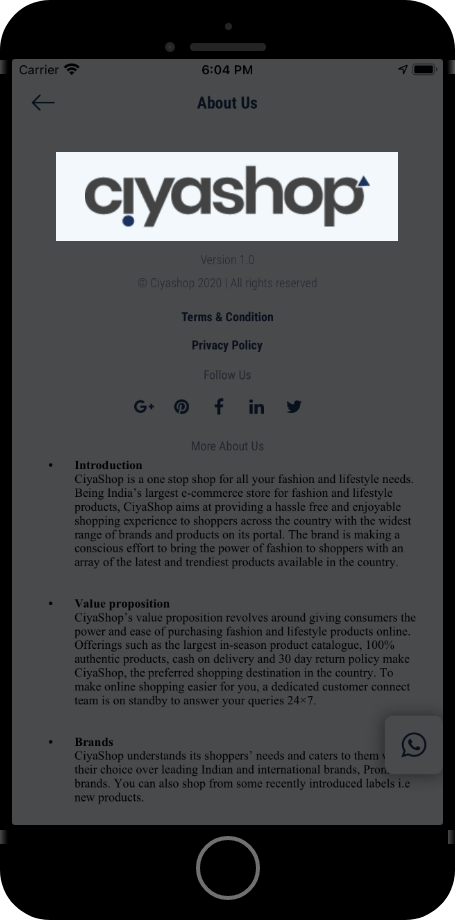 Carrier 6:04 PM
About Us
ciyashop
Version 1.0
© Ciyashop 2020 | All rights reserved
Terms & Condition
Privacy Policy
Follow Us
G+ in
More About Us
• Introduction
CiyaShop is a one stop shop for all your fashion and lifestyle needs.
Being India's largest e-commerce store for fashion and lifestyle
products, CiyaShop aims at providing a hassle free and enjoyable
shopping experience to shoppers across the country with the widest
range of brands and products on its portal. The brand is making a
conscious effort to bring the power of fashion to shoppers with an
array of the latest and trendiest products available in the country.
• Value proposition
CiyaShop's value proposition revolves around giving consumers the
power and ease of purchasing fashion and lifestyle products online.
Offerings such as the largest in-season product catalogue, 100%
authentic products, cash on delivery and 30 day return policy make
CiyaShop, the preferred shopping destination in the country. To
make online shopping easier for you, a dedicated customer connect
team is on standby to answer your queries 24×7.
• Brands
CiyaShop understands its shoppers' needs and caters to them
their choice over leading Indian and international brands,
brands. You can also shop from some recently introduced labels i.e
new products.